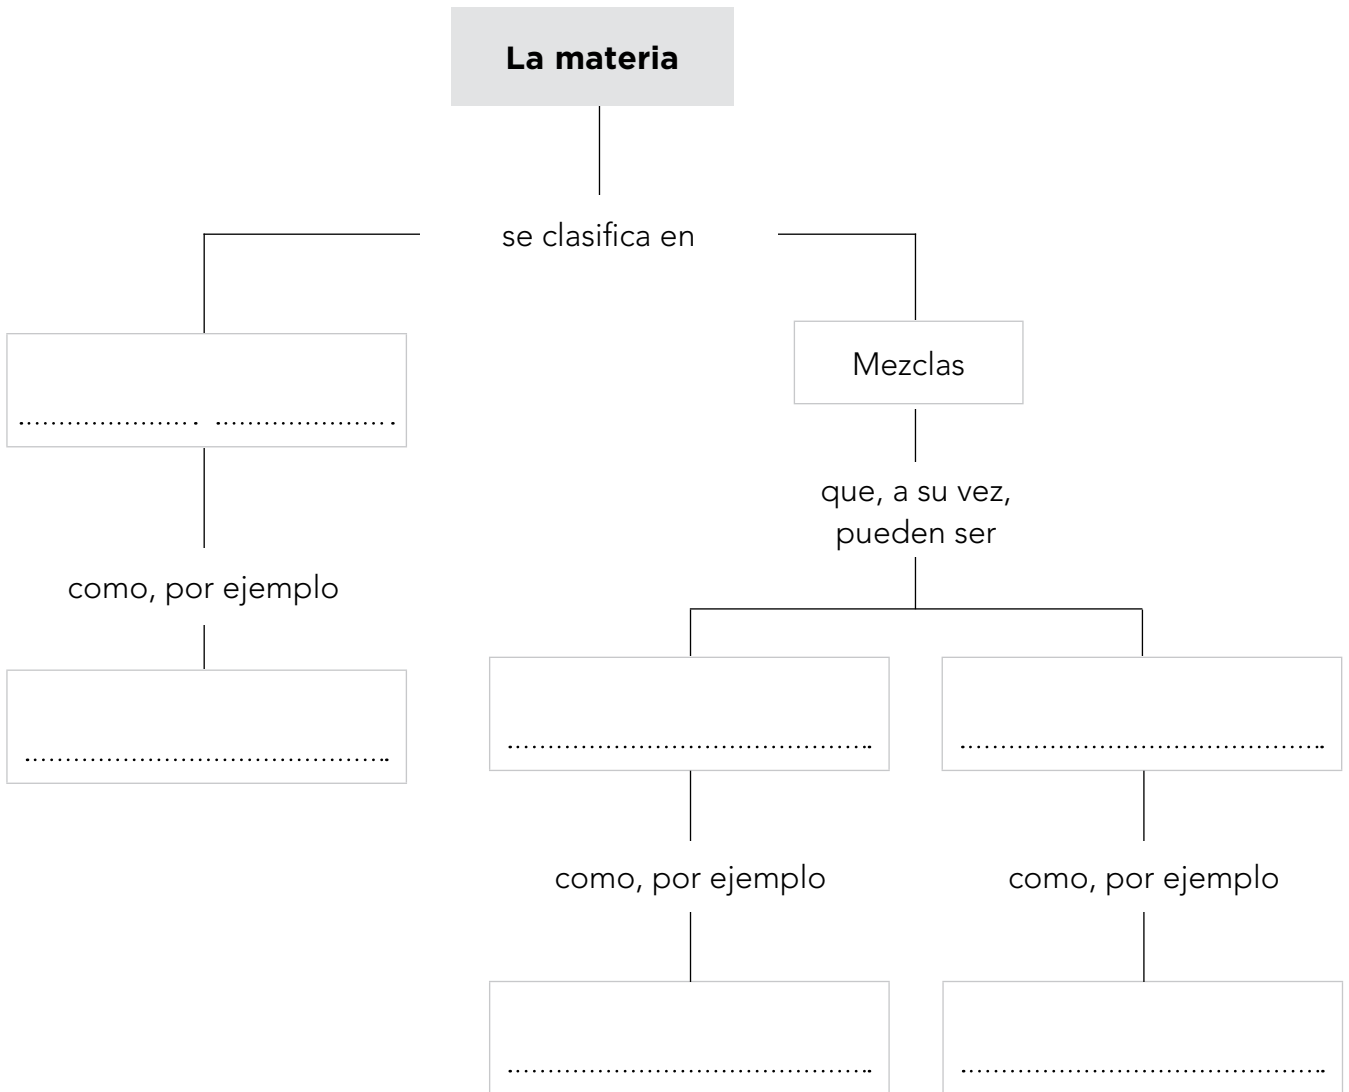 La materia
se clasifica en
Mezclas
que, a su vez,
pueden ser
como, por ejemplo
como, por ejemplo
como, por ejemplo